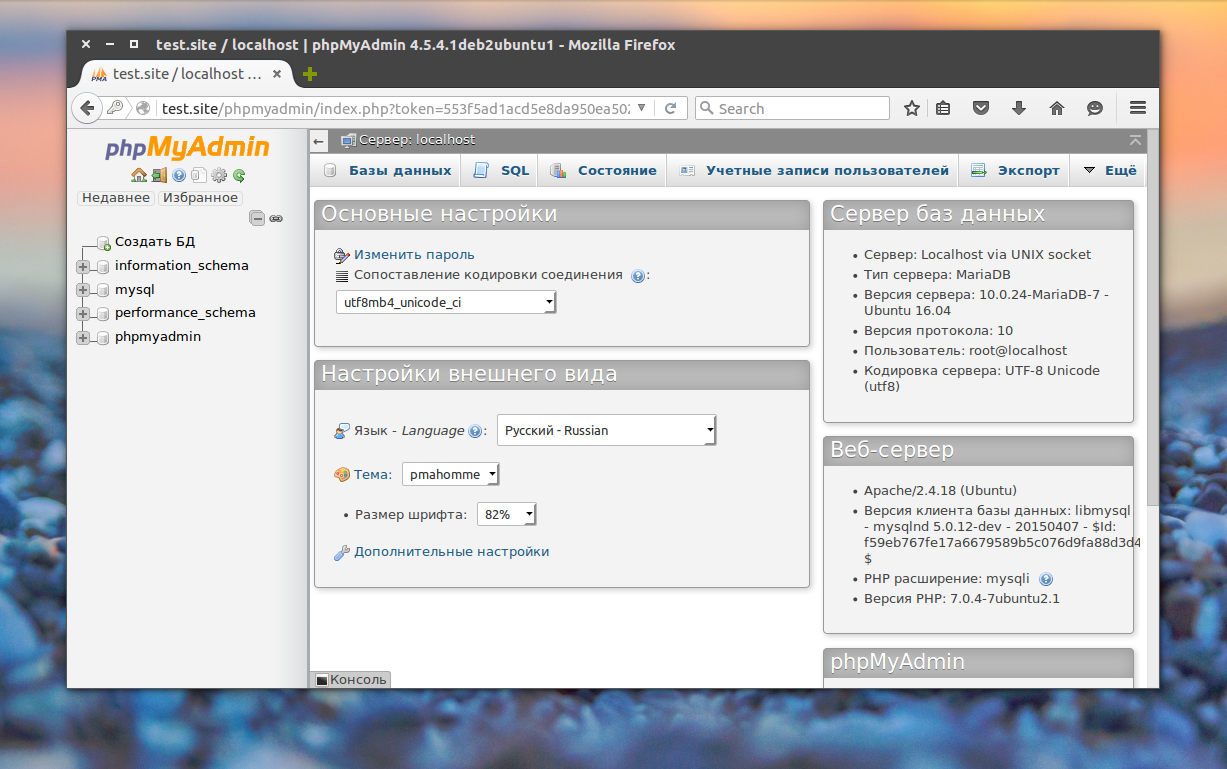 test.site / localhost | phpMyAdmin 4.5.4.1deb2ubuntu1 - Mozilla Firefox
PMA test.site / localhost ...
test.site/phpmyadmin/index.php?token=553f5ad1acd5e8da950ea502
Search
phpMyAdmin
Недавнее Избранное
Создать БД
information_schema
mysql
performance_schema
phpmyadmin
Сервер: localhost
Базы данных SQL Состояние Учетные записи пользователей Экспорт Ещё
Основные настройки
Изменить пароль
Сопоставление кодировки соединения :
utf8mb4_unicode_ci
Настройки внешнего вида
Язык - Language : Русский - Russian
Тема: pmahomme
• Размер шрифта: 82%
Дополнительные настройки
Консоль
Сервер баз данных
• Сервер: Localhost via UNIX socket
• Тип сервера: MariaDB
• Версия сервера: 10.0.24-MariaDB-7 -
Ubuntu 16.04
• Версия протокола: 10
• Пользователь: root@localhost
• Кодировка сервера: UTF-8 Unicode
(utf8)
Веб-сервер
• Apache/2.4.18 (Ubuntu)
• Версия клиента базы данных: libmysql
- mysqlnd 5.0.12-dev - 20150407 - $Id:
f59eb767fe17a6679589b5c076d9fa88d3d4
$
• PHP расширение: mysqli
• Версия PHP: 7.0.4-7ubuntu2.1
phpMyAdmin